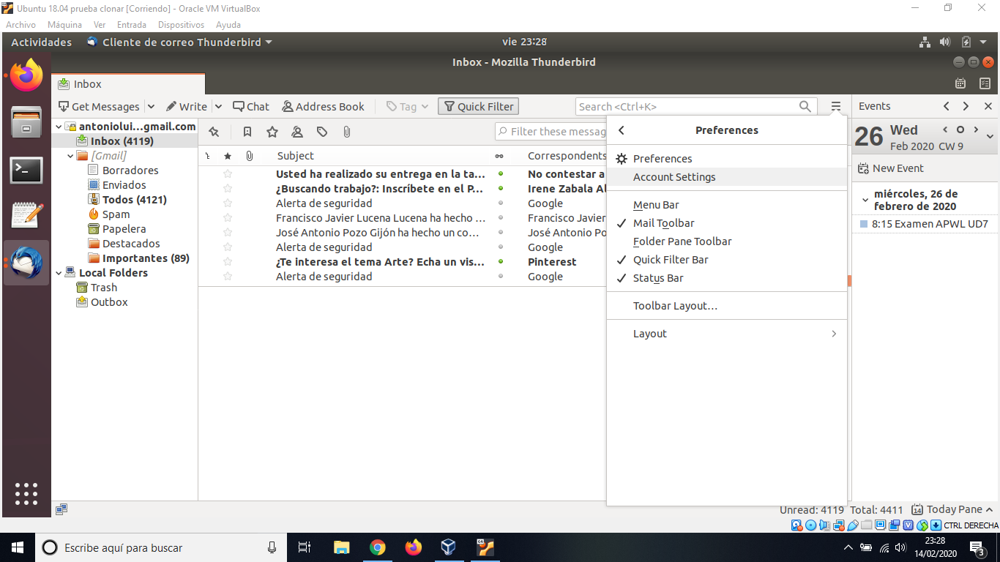 Ubuntu 18.04 prueba clonar [Corriendo] - Oracle VM VirtualBox
Archivo Máquina Ver Entrada Dispositivos Ayuda
Actividades Cliente de correo Thunderbird vie 23:28
Inbox - Mozilla Thunderbird
Inbox
Get Messages Write Chat Address Book Tag Quick Filter Search <Ctrl+K> Events
antoniolui...gmail.com
Inbox (4119)
[Gmail]
Borradores
Enviados
Todos (4121)
Spam
Papelera
Destacados
Importantes (89)
Local Folders
Trash
Outbox
Filter these messag
Subject Correspondents
Usted ha realizado su entrega en la ta... No contestar a
¿Buscando trabajo?: Inscríbete en el P... Irene Zabala Al
Alerta de seguridad Google
Francisco Javier Lucena Lucena ha hecho ... Francisco Javier
José Antonio Pozo Gijón ha hecho un co... José Antonio Po
Alerta de seguridad Google
¿Te interesa el tema Arte? Echa un vis... Pinterest
Alerta de seguridad Google
Preferences
Preferences
Account Settings
Menu Bar
Mail Toolbar
Folder Pane Toolbar
Quick Filter Bar
Status Bar
Toolbar Layout...
Layout
26 Wed
Feb 2020 CW 9
New Event
miércoles, 26 de
febrero de 2020
8:15 Examen APWL UD7
Unread: 4119 Total: 4411 14 Today Pane
CTRL DERECHA
Escribe aquí para buscar
23:28
14/02/2020
3